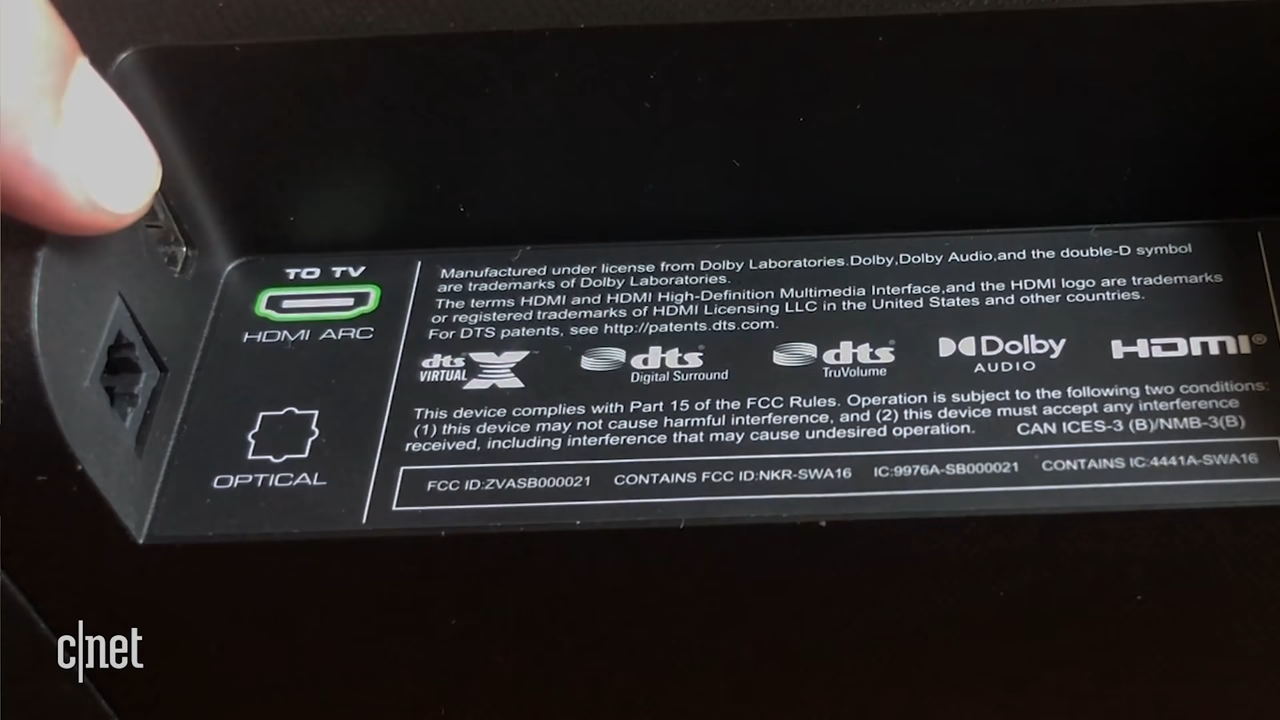 TO TV
HDMI ARC
OPTICAL
Manufactured under license from Dolby Laboratories.Dolby,Dolby Audio,and the double-D symbol
are trademarks of Dolby Laboratories.
The terms HDMI and HDMI High-Definition Multimedia Interface,and the HDMI logo are trademarks
or registered trademarks of HDMI Licensing LLC in the United States and other countries.
For DTS patents, see http://patents.dts.com.
dts VIRTUAL X
dts Digital Surround
dts TruVolume
Dolby AUDIO
HDMI®
This device complies with Part 15 of the FCC Rules. Operation is subject to the following two conditions:
(1) this device may not cause harmful interference, and (2) this device must accept any interference
received, including interference that may cause undesired operation. CAN ICES-3 (B)/NMB-3(B)
FCC ID:ZVASB000021 CONTAINS FCC ID:NKR-SWA16 IC:9976A-SB000021 CONTAINS IC:4441A-SWA16
c|net